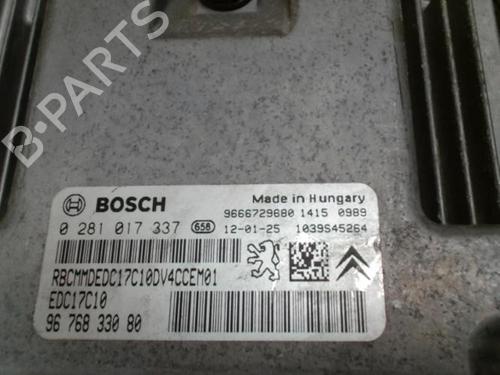 B-PARTS
BOSCH
Made in Hungary
9666729680 1415 0989
0 281 017 337 658 12-01-25 1039S45264
RBCMMDEDC17C10DV4CCEM01
EDC17C10
96 768 330 80